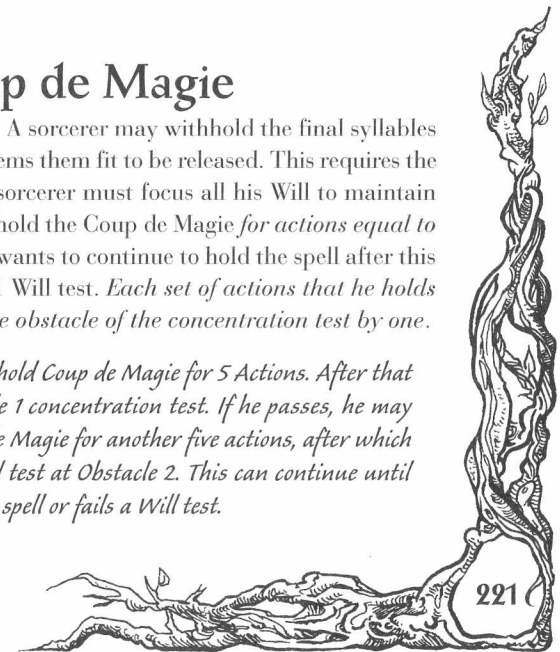 p de Magie
A sorcerer may withhold the final syllables
ems them fit to be released. This requires the
sorcerer must focus all his Will to maintain
hold the Coup de Magie for actions equal to
wants to continue to hold the spell after this
Will test. Each set of actions that he holds
e obstacle of the concentration test by one.
hold Coup de Magie for 5 Actions. After that
le 1 concentration test. If he passes, he may
e Magie for another five actions, after which
l test at Obstacle 2. This can continue until
spell or fails a Will test.
221